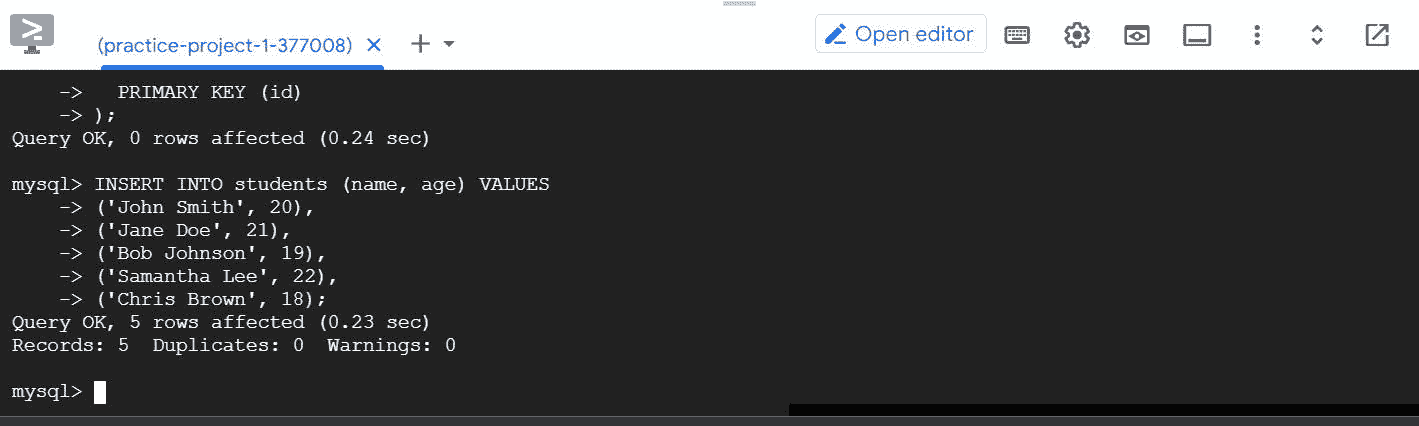 (practice-project-1-377008)
Open editor
-> PRIMARY KEY (id)
-> );
Query OK, 0 rows affected (0.24 sec)
mysql> INSERT INTO students (name, age) VALUES
-> ('John Smith', 20),
-> ('Jane Doe', 21),
-> ('Bob Johnson', 19),
-> ('Samantha Lee', 22),
-> ('Chris Brown', 18);
Query OK, 5 rows affected (0.23 sec)
Records: 5  Duplicates: 0  Warnings: 0
mysql>